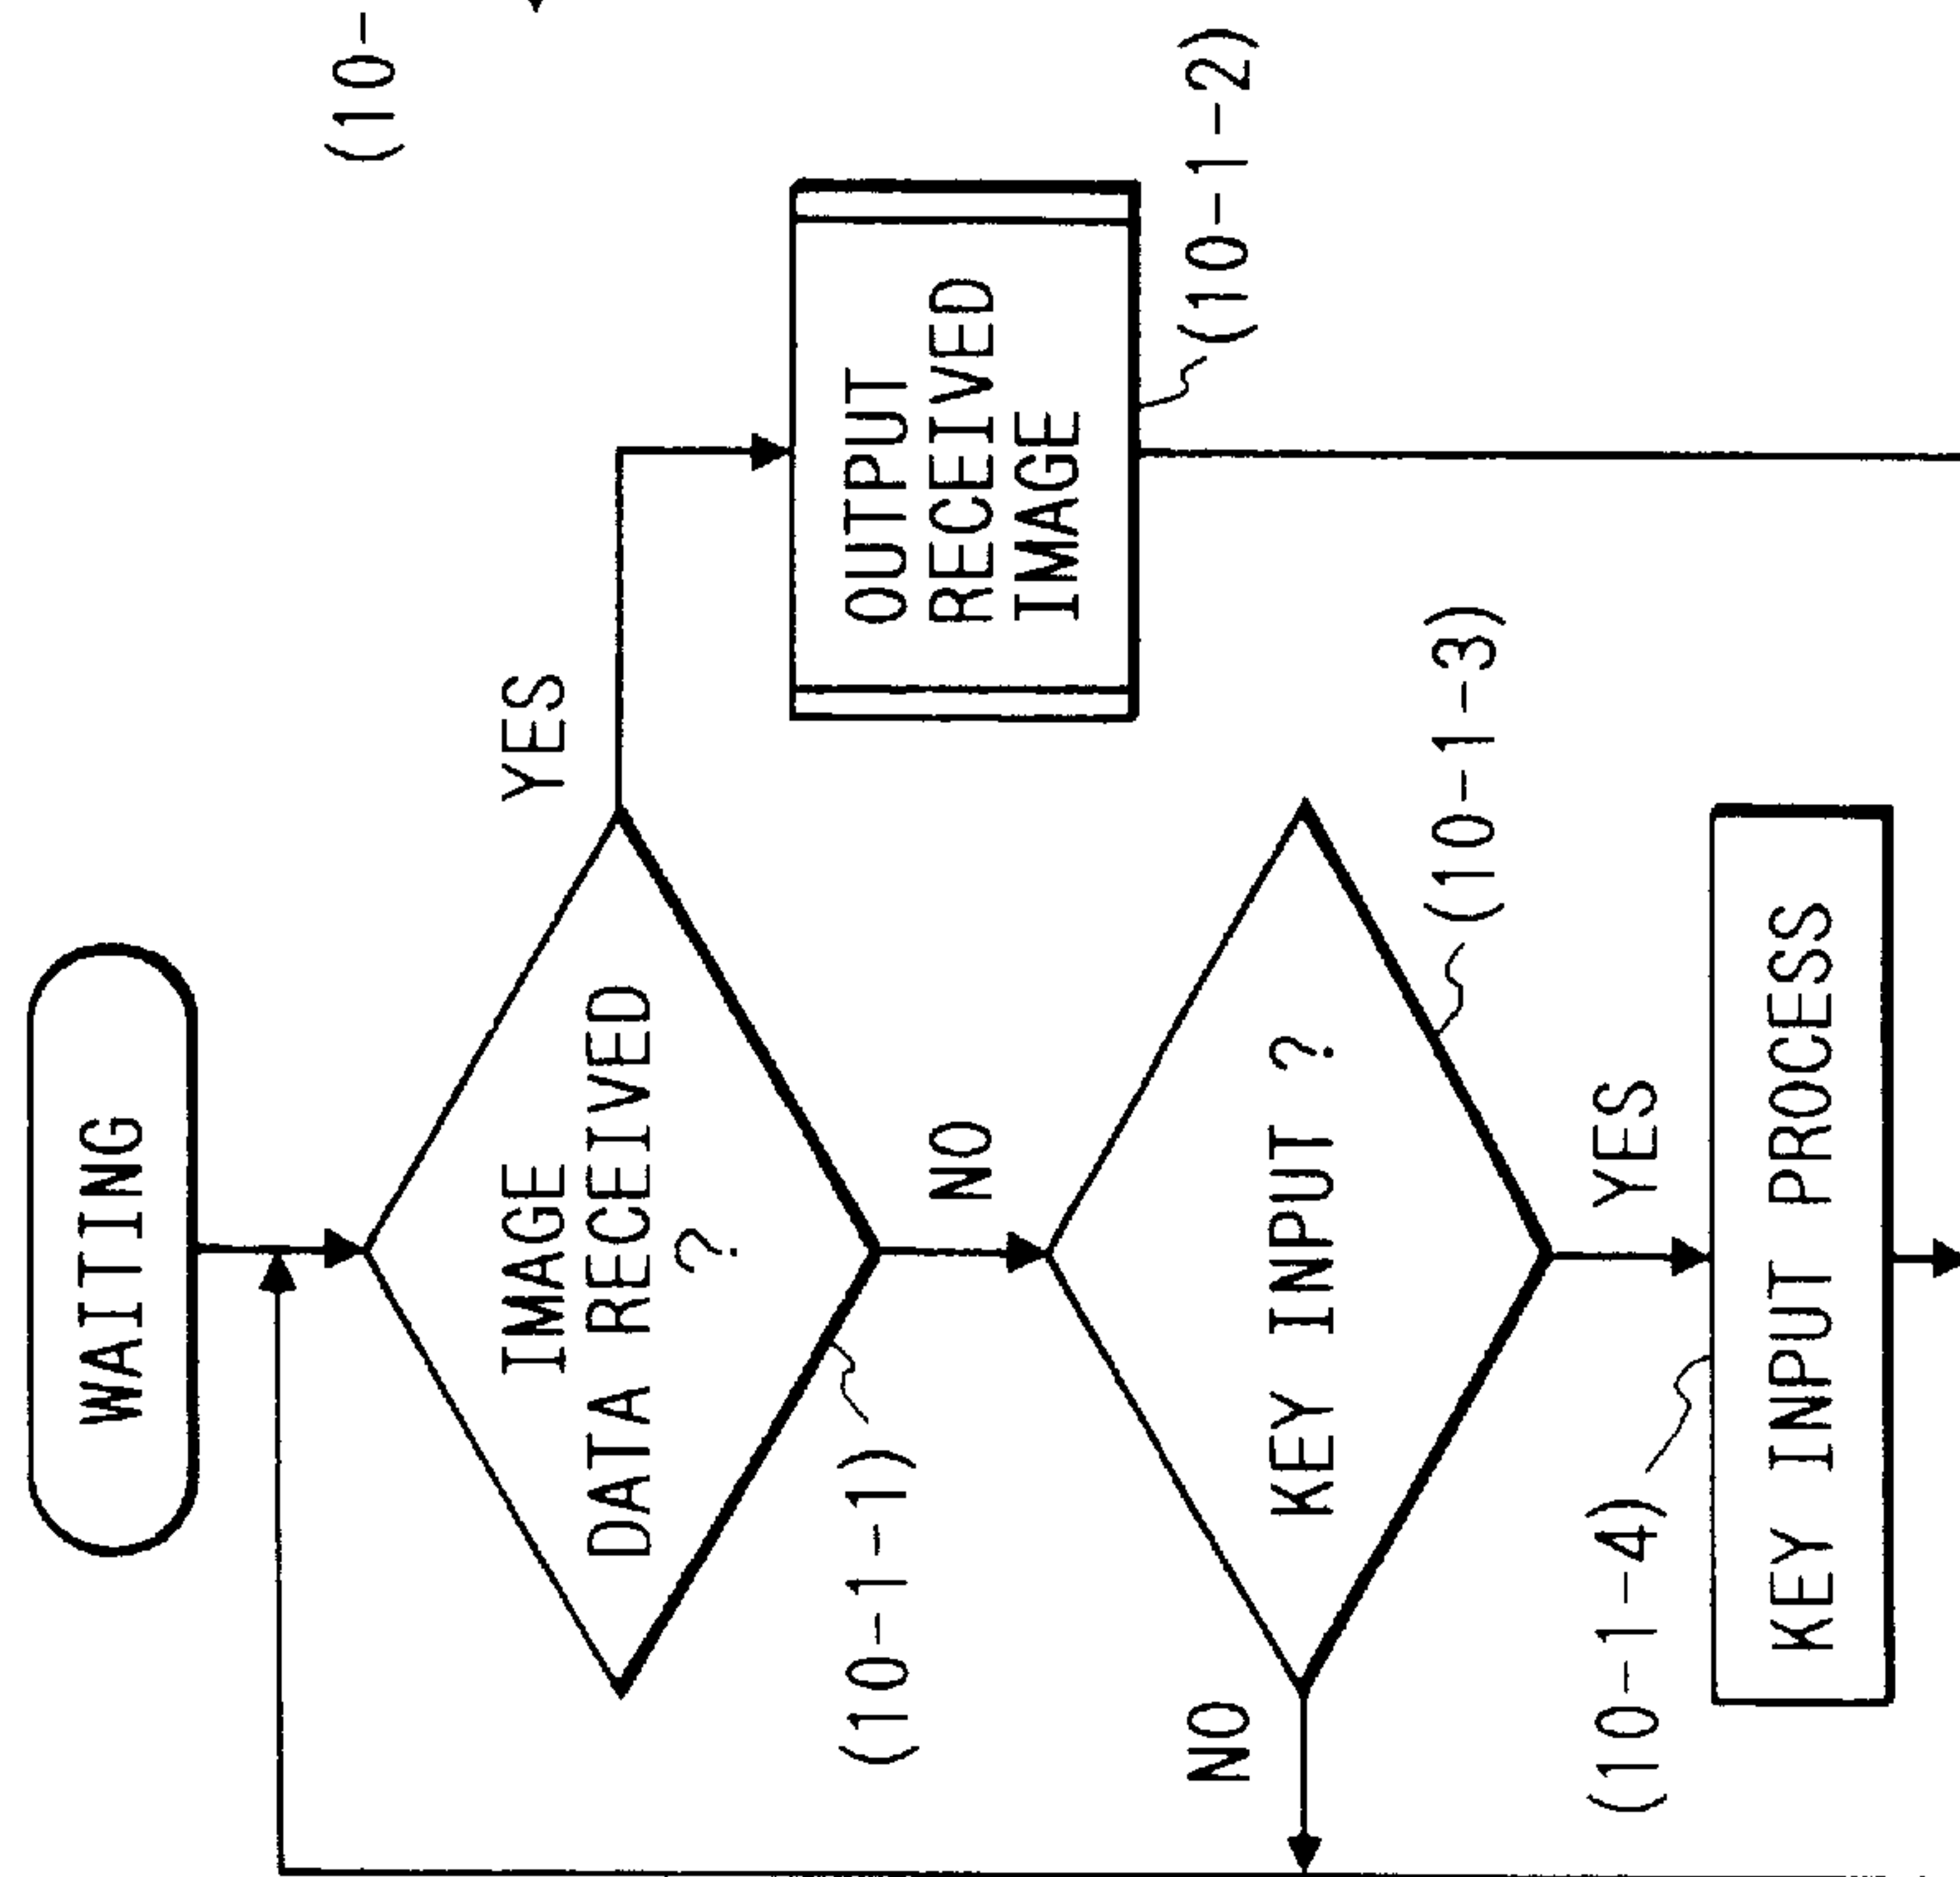 WAITING
IMAGE
DATA RECEIVED
?
YES
(10-1-1)
NO
OUTPUT
RECEIVED
IMAGE
(10-1-2)
KEY INPUT ?
(10-1-3)
NO
YES
(10-1-4)
KEY INPUT PROCESS
(10-